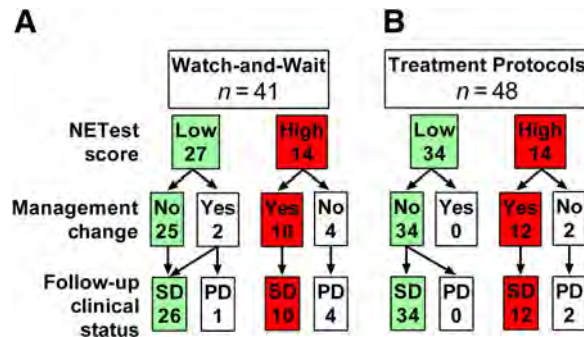 A
B
Watch-and-Wait
n = 41
Treatment Protocols
n = 48
NETest score
Low 27
High 14
Low 34
High 14
Management change
No 25
Yes 2
Yes 10
No 4
No 34
Yes 0
Yes 12
No 2
Follow-up clinical status
SD 26
PD 1
SD 10
PD 4
SD 34
PD 0
SD 12
PD 2